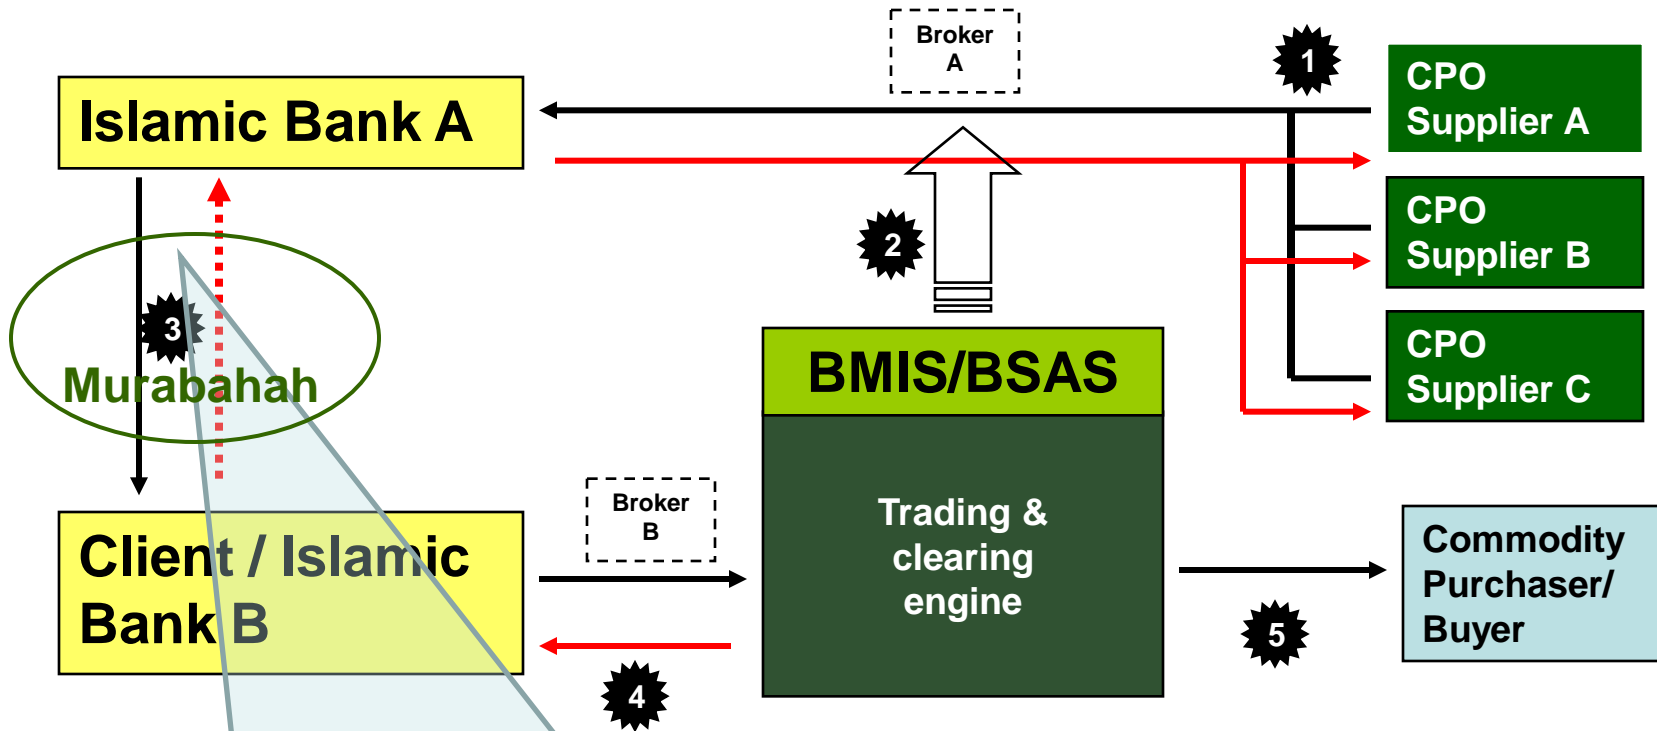 Broker
A
1
CPO
Supplier A
Islamic Bank A
CPO
Supplier B
2
3
Murabahah
CPO
Supplier C
BMIS/BSAS
Trading &
clearing
engine
Broker
B
Client / Islamic
Bank B
4
5
Commodity
Purchaser/
Buyer